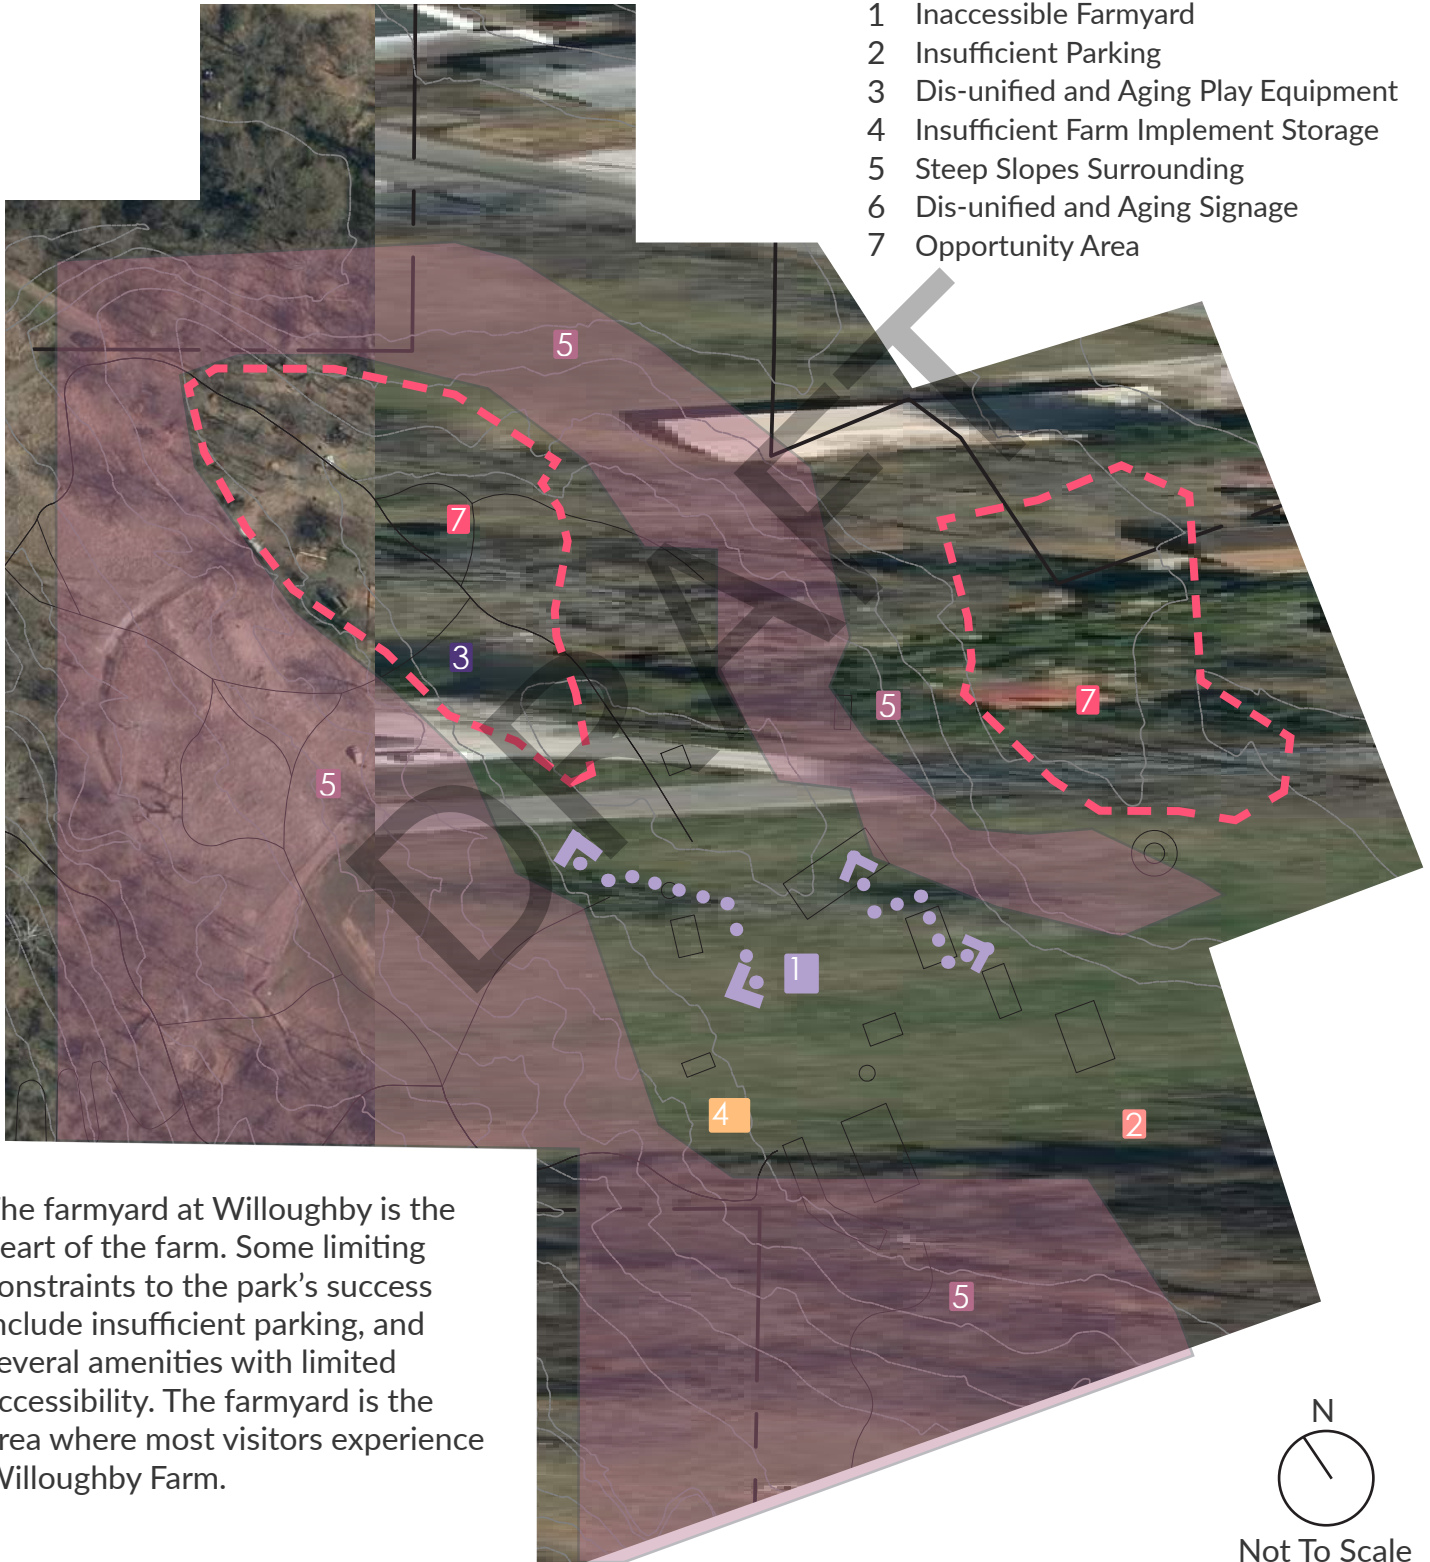 1 Inaccessible Farmyard
2 Insufficient Parking
3 Dis-unified and Aging Play Equipment
4 Insufficient Farm Implement Storage
5 Steep Slopes Surrounding
6 Dis-unified and Aging Signage
7 Opportunity Area
5
7
3
5
7
5
1
4
2
5
DRAFT
he farmyard at Willoughby is the
eart of the farm. Some limiting
onstraints to the park's success
nclude insufficient parking, and
everal amenities with limited
ccessibility. The farmyard is the
rea where most visitors experience
Willoughby Farm.
N
Not To Scale